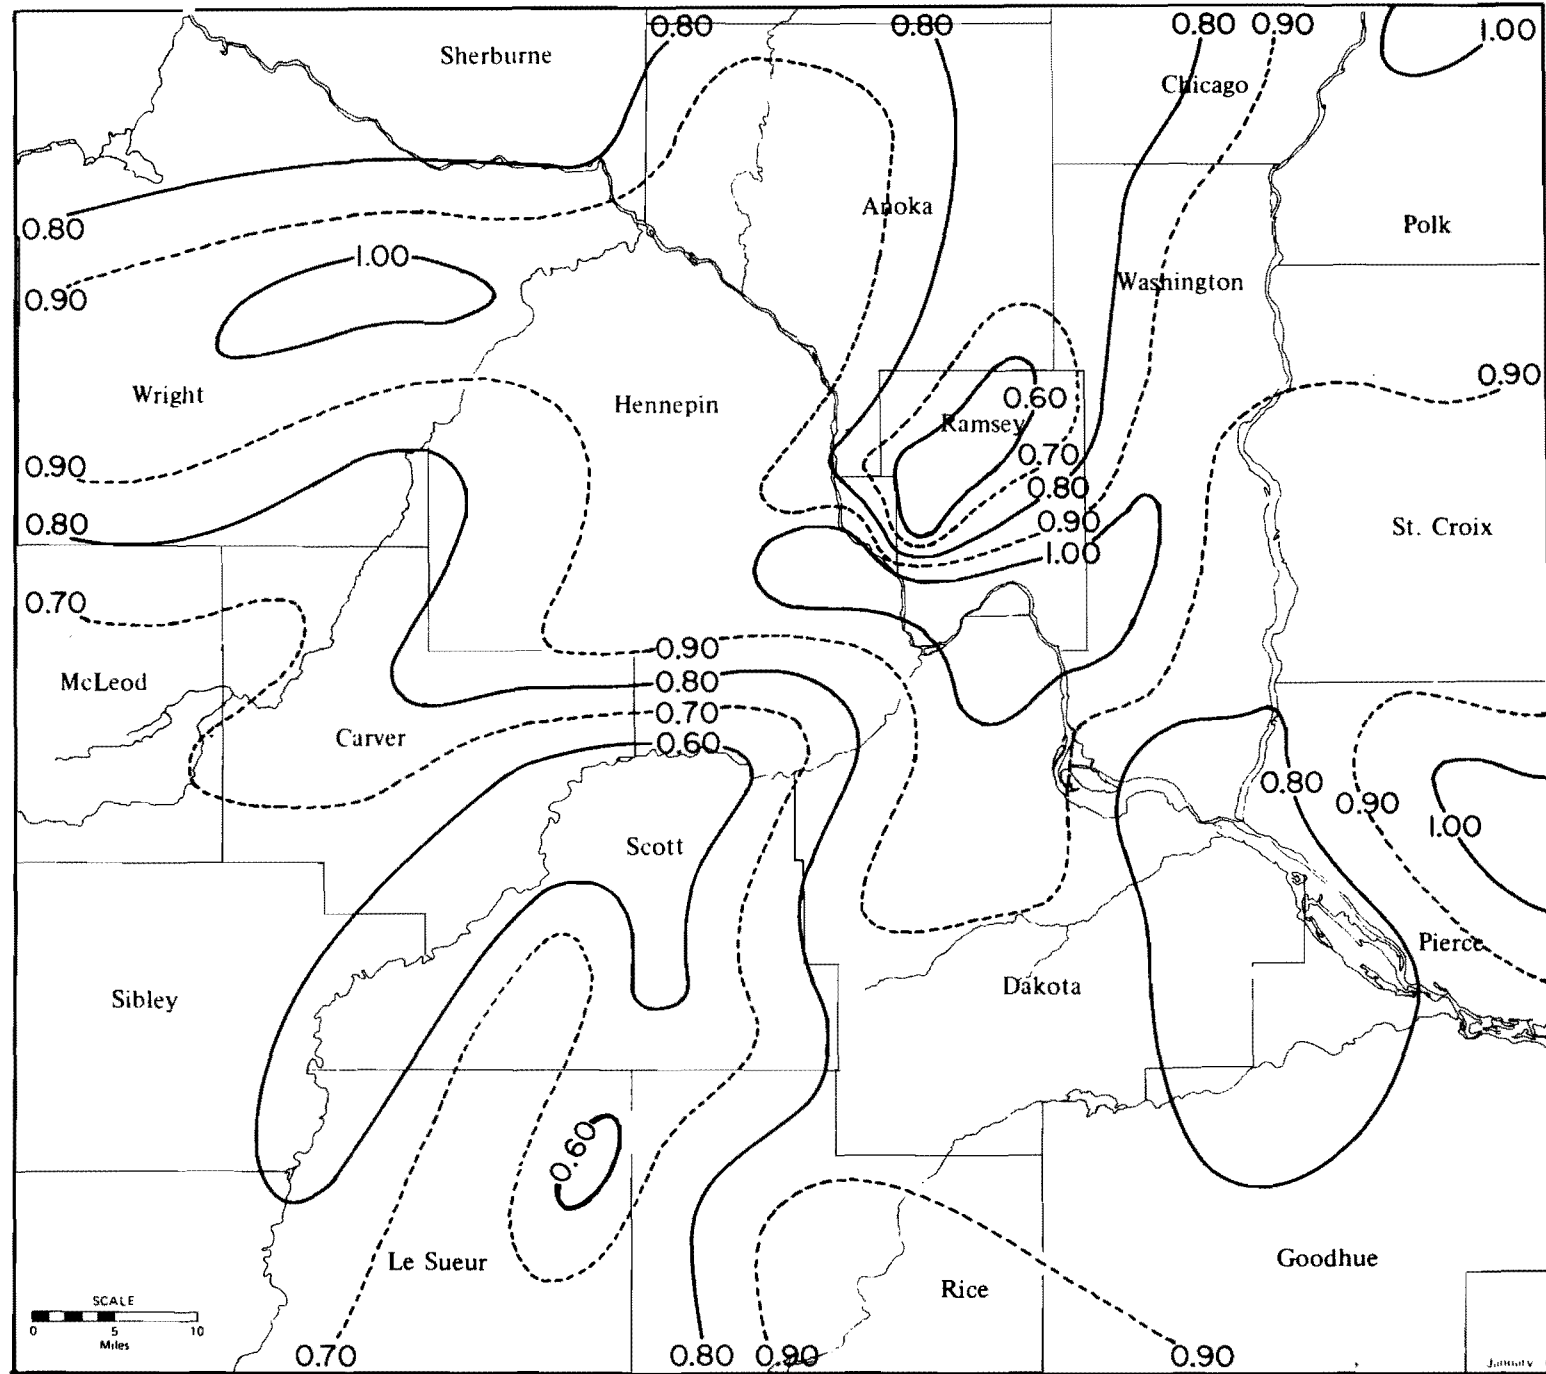 0.80
0.80
0.80
0.90
1.00
Sherburne
Chicago
Anoka
Polk
0.80
1.00
Washington
0.90
0.90
Wright
Hennepin
0.60
Ramsey
0.70
0.90
0.80
0.80
0.90
St. Croix
1.00
0.70
0.90
McLeod
0.80
0.70
Carver
0.60
0.80
0.90
1.00
Scott
Pierce
Dakota
Sibley
0.60
Le Sueur
Goodhue
Rice
SCALE
0 5 10
Miles
0.70
0.80
0.90
0.90
January